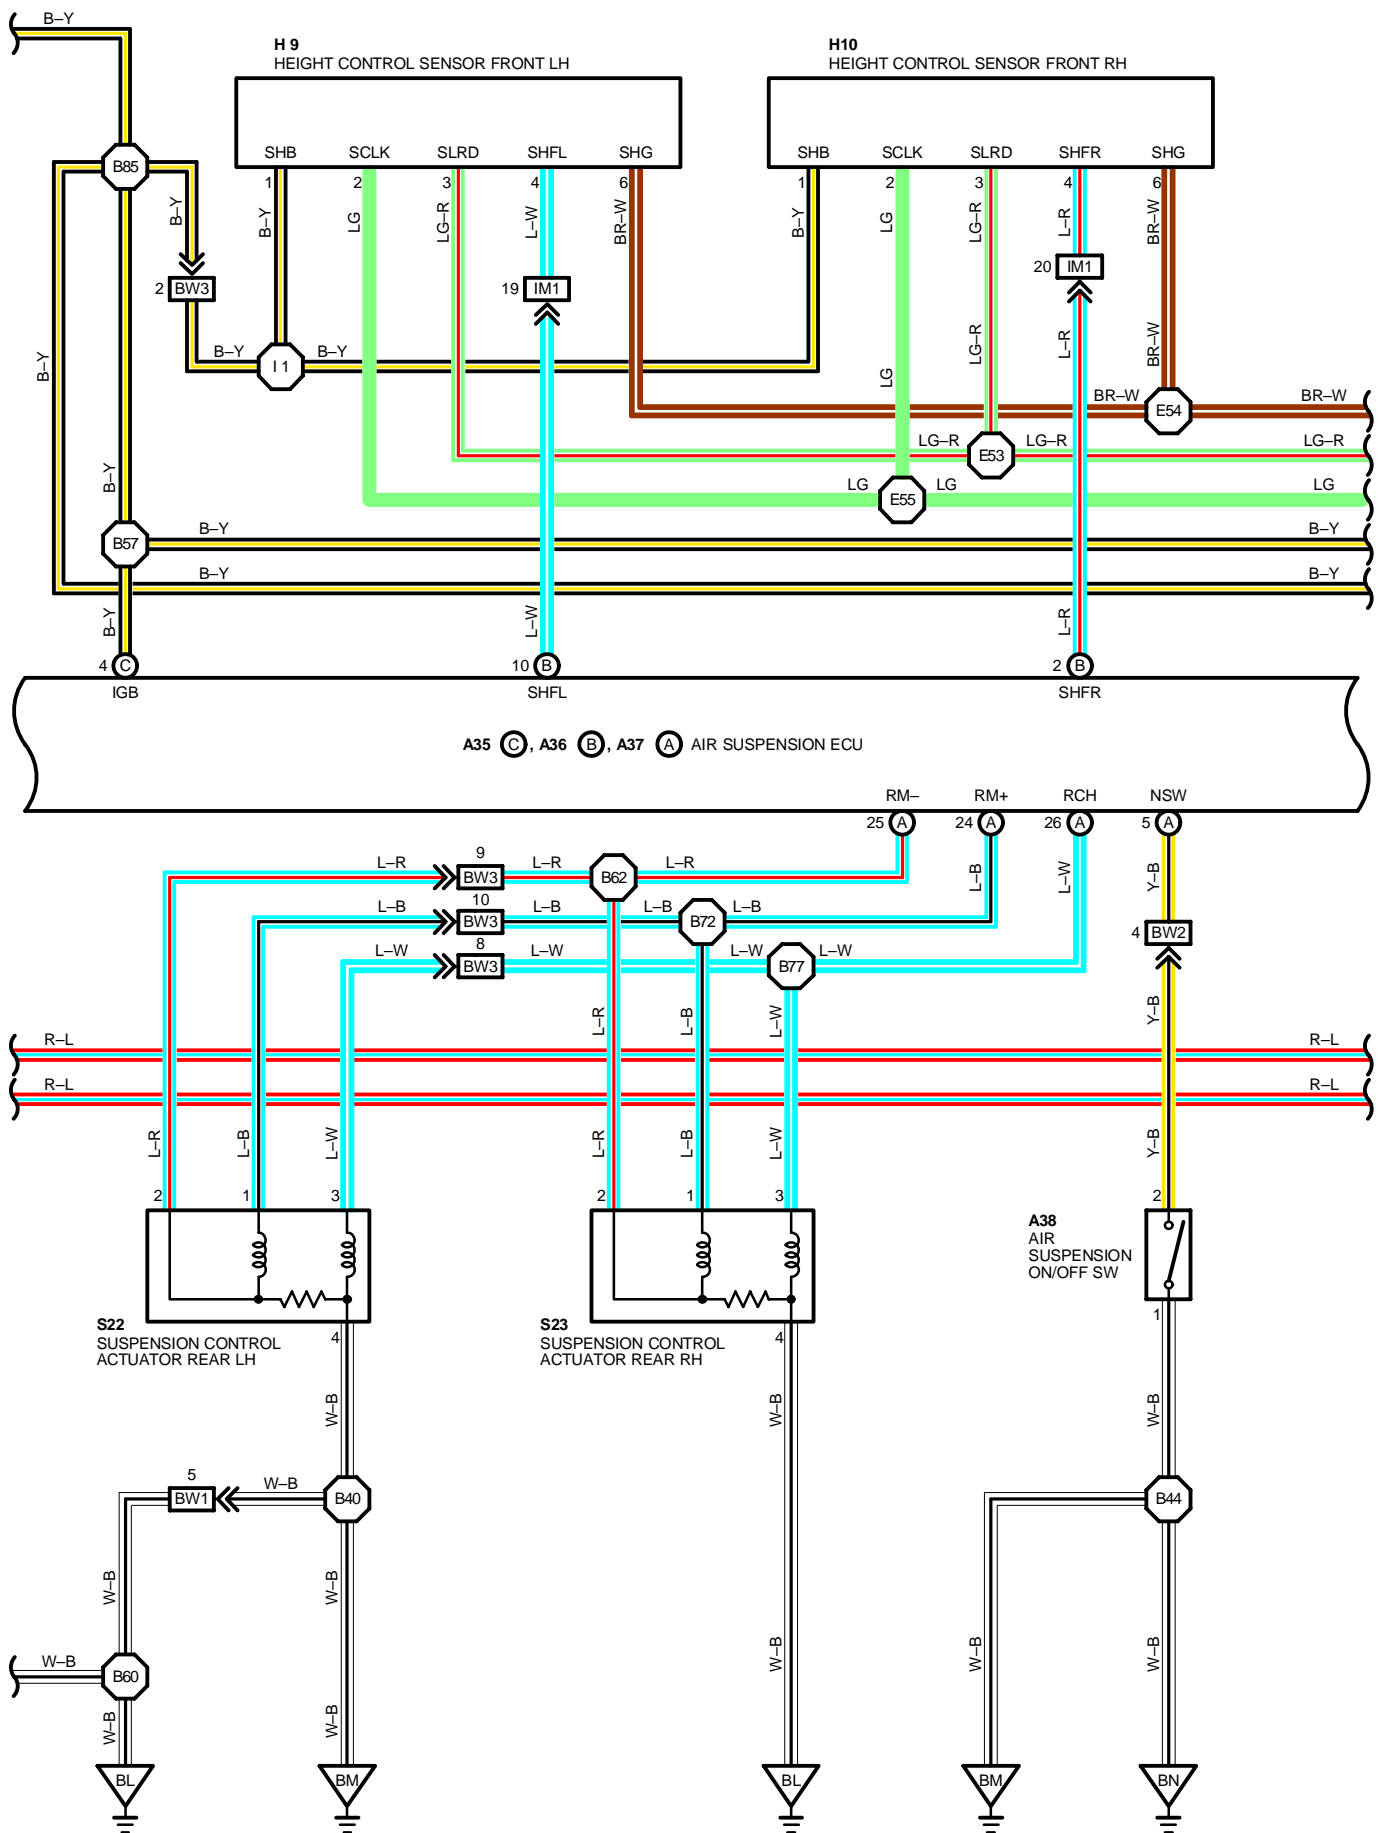 B–Y
H 9
HEIGHT CONTROL SENSOR FRONT LH
H10
HEIGHT CONTROL SENSOR FRONT RH
SHB SCLK SLRD SHFL SHG
SHB SCLK SLRD SHFR SHG
B85
1 2 3 4 6
1 2 3 4 6
B–Y
B–Y
B–Y
LG
LG–R
L–W
BR–W
B–Y
LG
LG–R
L–R
BR–W
2 BW3
19 IM1
20 IM1
B–Y
B–Y
I 1
B–Y
LG
LG–R
L–R
BR–W
BR–W
E54
BR–W
LG–R
E53
LG–R
LG–R
LG
E55
LG
LG
B–Y
B57
B–Y
B–Y
B–Y
B–Y
B–Y
L–W
L–R
4 C
10 B
2 B
IGB
SHFL
SHFR
A35 C , A36 B , A37 A AIR SUSPENSION ECU
RM– RM+ RCH NSW
25 A
24 A
26 A
5 A
L–R
9
BW3
L–R
B62
L–R
L–B
10
BW3
L–B
L–B
B72
L–B
L–W
8
BW3
L–W
L–W
B77
L–W
L–B
L–W
Y–B
4 BW2
L–R
L–B
L–W
Y–B
R–L
R–L
R–L
R–L
L–R
L–B
L–W
L–R
L–B
L–W
Y–B
2 1 3
2 1 3
2
A38
AIR
SUSPENSION
ON/OFF SW
1
S22
SUSPENSION CONTROL
ACTUATOR REAR LH
4
S23
SUSPENSION CONTROL
ACTUATOR REAR RH
4
W–B
W–B
W–B
5
BW1
W–B
B40
B44
W–B
W–B
W–B
B60
W–B
W–B
W–B
W–B
W–B
BL
BM
BL
BM
BN